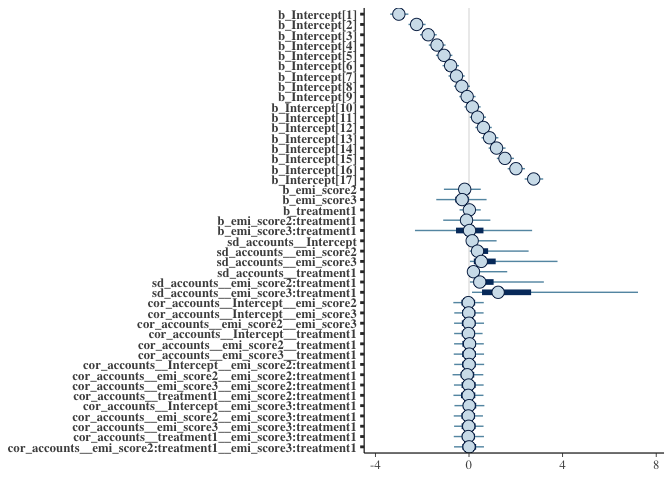 b_Intercept[1]
b_Intercept[2]
b_Intercept[3]
b_Intercept[4]
b_Intercept[5]
b_Intercept[6]
b_Intercept[7]
b_Intercept[8]
b_Intercept[9]
b_Intercept[10]
b_Intercept[11]
b_Intercept[12]
b_Intercept[13]
b_Intercept[14]
b_Intercept[15]
b_Intercept[16]
b_Intercept[17]
b_emi_score2
b_emi_score3
b_treatment1
b_emi_score2:treatment1
b_emi_score3:treatment1
sd_accounts__Intercept
sd_accounts__emi_score2
sd_accounts__emi_score3
sd_accounts__treatment1
sd_accounts__emi_score2:treatment1
sd_accounts__emi_score3:treatment1
cor_accounts__Intercept__emi_score2
cor_accounts__Intercept__emi_score3
cor_accounts__emi_score2__emi_score3
cor_accounts__Intercept__treatment1
cor_accounts__emi_score2__treatment1
cor_accounts__emi_score3__treatment1
cor_accounts__Intercept__emi_score2:treatment1
cor_accounts__emi_score2__emi_score2:treatment1
cor_accounts__emi_score3__emi_score2:treatment1
cor_accounts__treatment1__emi_score2:treatment1
cor_accounts__Intercept__emi_score3:treatment1
cor_accounts__emi_score2__emi_score3:treatment1
cor_accounts__emi_score3__emi_score3:treatment1
cor_accounts__treatment1__emi_score3:treatment1
cor_accounts__emi_score2:treatment1__emi_score3:treatment1
-4 0 4 8